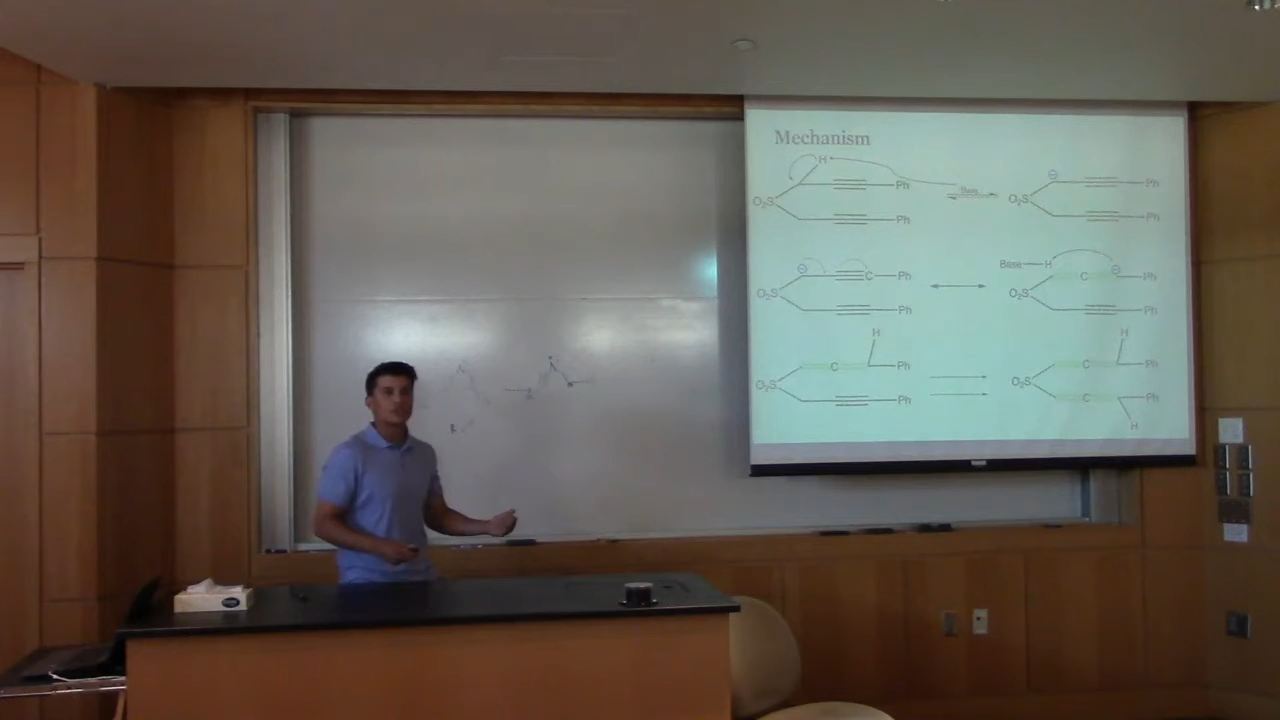 Mechanism
H
O₂S Ph Ph Base ⊖ O₂S Ph Ph
⊖ C Ph O₂S Ph Base H C ⊖ Ph O₂S Ph
H C Ph O₂S Ph H C Ph O₂S C Ph H